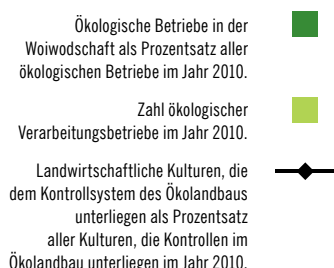 Ökologische Betriebe in der
Woiwodschaft als Prozentsatz aller
ökologischen Betriebe im Jahr 2010.
Zahl ökologischer
Verarbeitungsbetriebe im Jahr 2010.
Landwirtschaftliche Kulturen, die
dem Kontrollsystem des Ökolandbaus
unterliegen als Prozentsatz
aller Kulturen, die Kontrollen im
Ökolandbau unterliegen im Jahr 2010.